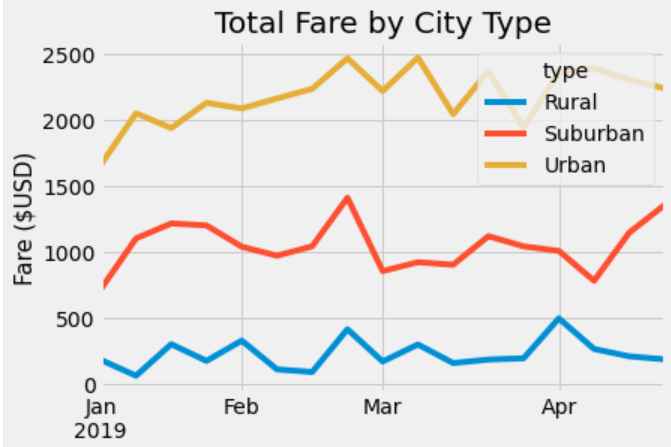 Total Fare by City Type
Fare ($USD)
2500
2000
1500
1000
500
0
type
Rural
Suburban
Urban
Jan Feb Mar Apr
2019